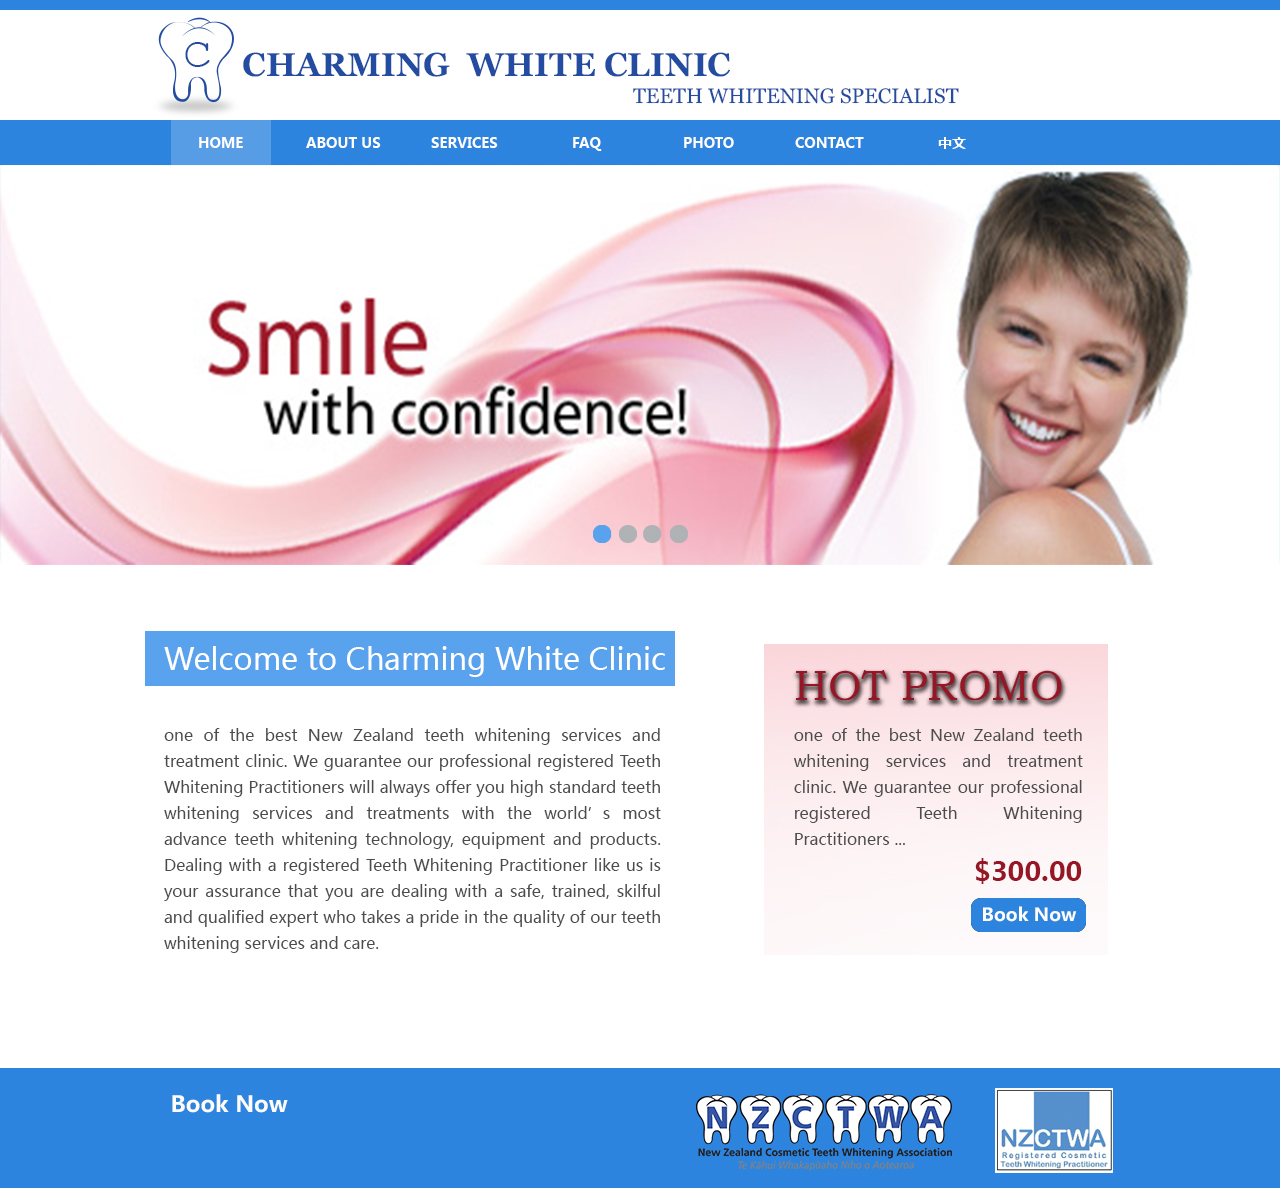 C
CHARMING WHITE CLINIC
TEETH WHITENING SPECIALIST
HOME ABOUT US SERVICES FAQ PHOTO CONTACT 中文
Smile
with confidence!
Welcome to Charming White Clinic
one of the best New Zealand teeth whitening services and
treatment clinic. We guarantee our professional registered Teeth
Whitening Practitioners will always offer you high standard teeth
whitening services and treatments with the world’ s most
advance teeth whitening technology, equipment and products.
Dealing with a registered Teeth Whitening Practitioner like us is
your assurance that you are dealing with a safe, trained, skilful
and qualified expert who takes a pride in the quality of our teeth
whitening services and care.
HOT PROMO
one of the best New Zealand teeth
whitening services and treatment
clinic. We guarantee our professional
registered Teeth Whitening
Practitioners ...
$300.00
Book Now
Book Now
NZCTWA
New Zealand Cosmetic Teeth Whitening Association
NZCTWA
Registered Cosmetic
Teeth Whitening Practitioner